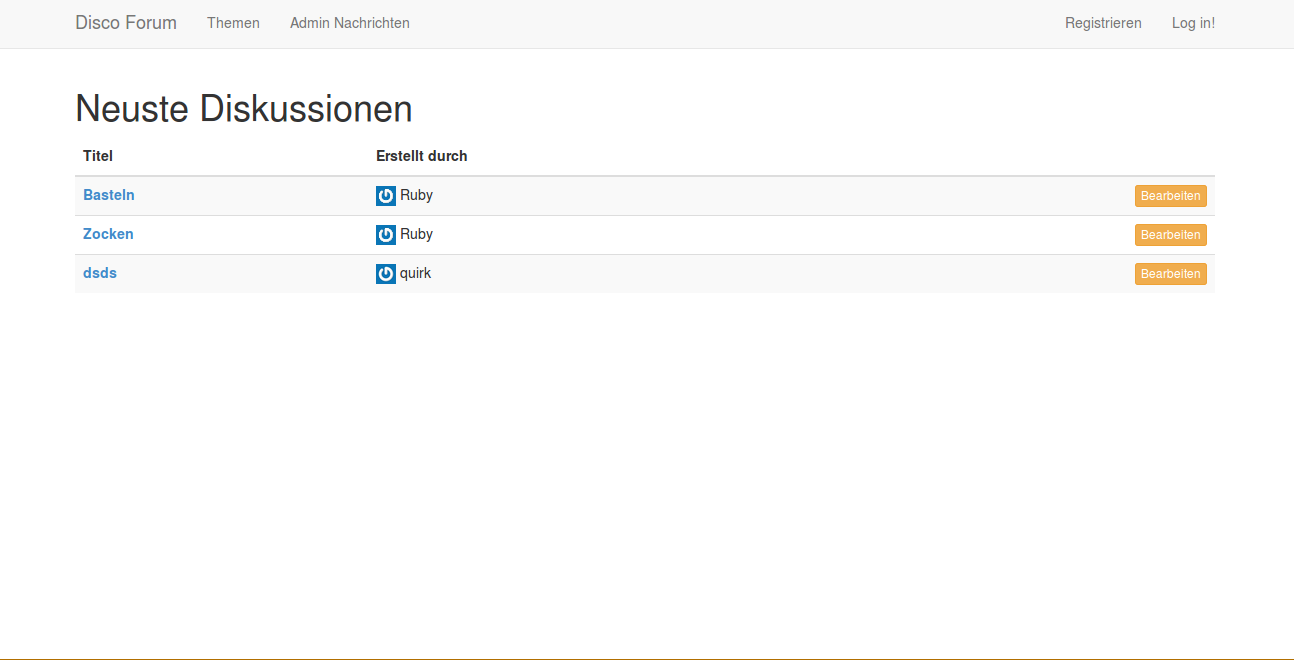 Disco Forum Themen Admin Nachrichten Registrieren Log in!
Neuste Diskussionen
Titel Erstellt durch
Basteln Ruby Bearbeiten
Zocken Ruby Bearbeiten
dsds quirk Bearbeiten